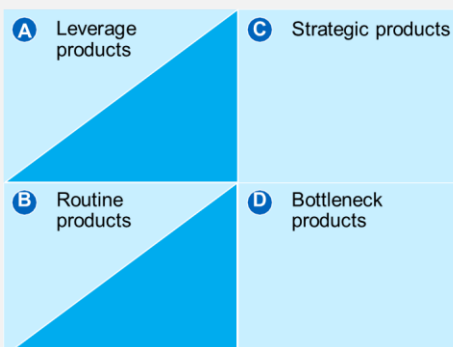 A Leverage
products
C Strategic products
B Routine
products
D Bottleneck
products